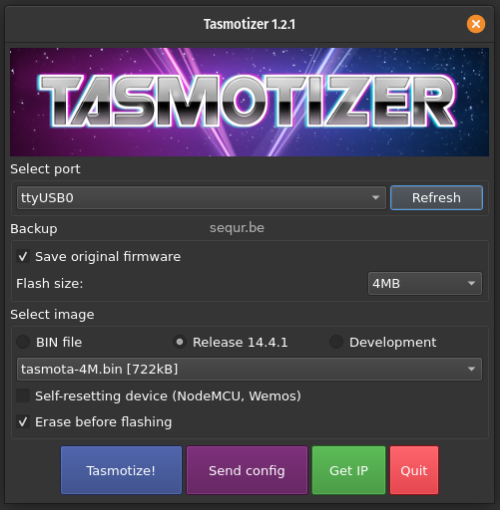 Tasmotizer 1.2.1
TASMOTIZER
Select port
ttyUSB0 Refresh
Backup sequr.be
Save original firmware
Flash size: 4MB
Select image
BIN file Release 14.4.1 Development
tasmota-4M.bin [722kB]
Self-resetting device (NodeMCU, Wemos)
Erase before flashing
Tasmotize! Send config Get IP Quit